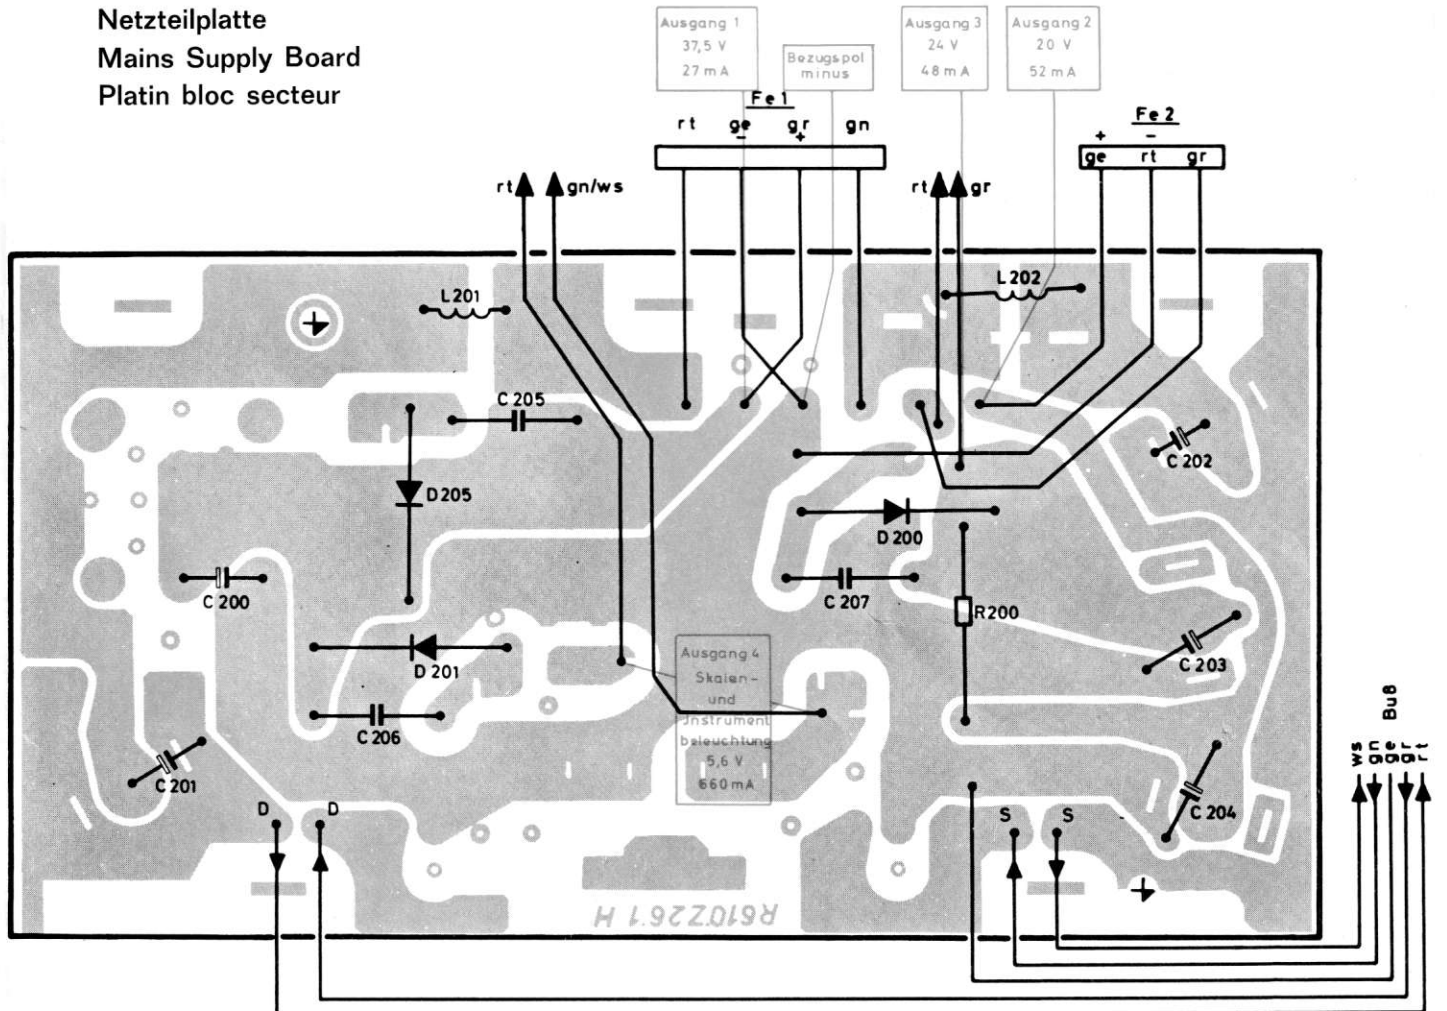 Netzteilplatte
Mains Supply Board
Platin bloc secteur
Ausgang 1
37,5 V
27 mA
Bezugspol
minus
Ausgang 3
24 V
48 mA
Ausgang 2
20 V
52 mA
Fe 1
rt ge gr gn
- +
Fe 2
+ -
ge rt gr
rt gn/ws
rt gr
L 201
L 202
C 205
C 202
D 205
D 200
C 200
C 207
R 200
D 201
C 203
Ausgang 4
Skalen-
und
Jnstrument
beleuchtung
5,6 V
660 mA
C 206
C 201
C 204
D D
S S
Bu8
ws gn ge gr rt
R610Z261 H